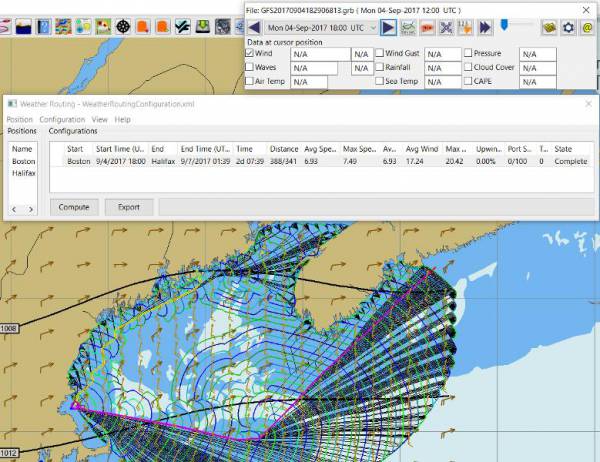 File: GFS20170904182906813.grb ( Mon 04-Sep-2017 12:00 UTC )
Mon 04-Sep-2017 18:00 UTC
Data at cursor position
Wind N/A N/A Wind Gust N/A Pressure N/A
Waves N/A N/A Rainfall N/A Cloud Cover N/A
Air Temp N/A Sea Temp N/A CAPE N/A
Weather Routing - WeatherRoutingConfiguration.xml
Position Configuration View Help
Positions Configurations
Name Start Start Time (U... End End Time (UT... Time Distance Avg Spe... Max Spe... Av... Avg Wind Max ... Upwin... Port S... T... State
Boston Boston 9/4/2017 18:00 Halifax 9/7/2017 01:39 2d 07:39 388/341 6.93 7.49 6.93 17.24 20.42 0.00% 0/100 0 Complete
Halifax
Compute Export
1008
1012